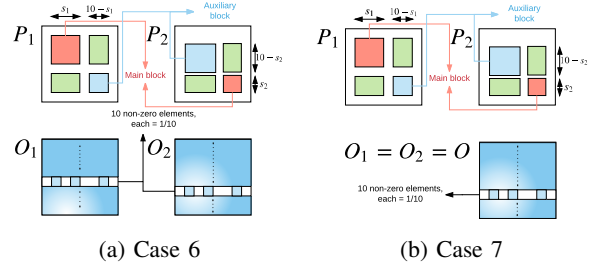 s₁ 10−s₁
Auxiliary
block
P₁ P₂
10−s₂
Main block
s₂
10 non-zero elements,
each = 1/10
O₁ O₂
(a) Case 6
s₁ 10−s₁
Auxiliary
block
P₁ P₂
10−s₂
Main block
s₂
O₁ = O₂ = O
10 non-zero elements,
each = 1/10
(b) Case 7